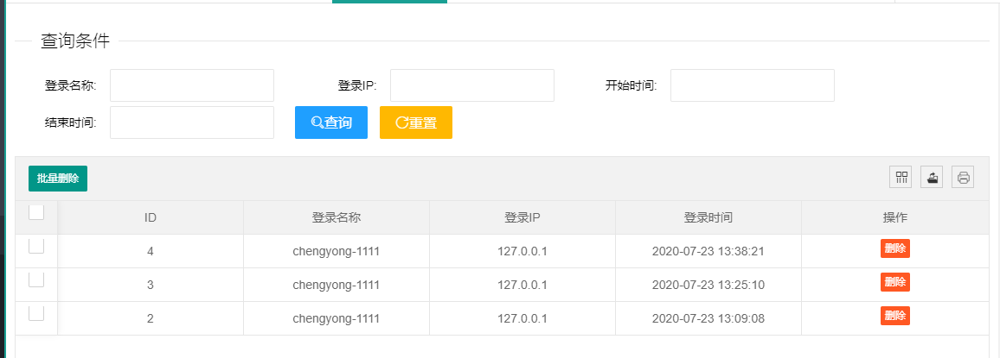 查询条件
登录名称: 登录IP: 开始时间:
结束时间: 查询 重置
批量删除
ID 登录名称 登录IP 登录时间 操作
4 chengyong-1111 127.0.0.1 2020-07-23 13:38:21 删除
3 chengyong-1111 127.0.0.1 2020-07-23 13:25:10 删除
2 chengyong-1111 127.0.0.1 2020-07-23 13:09:08 删除